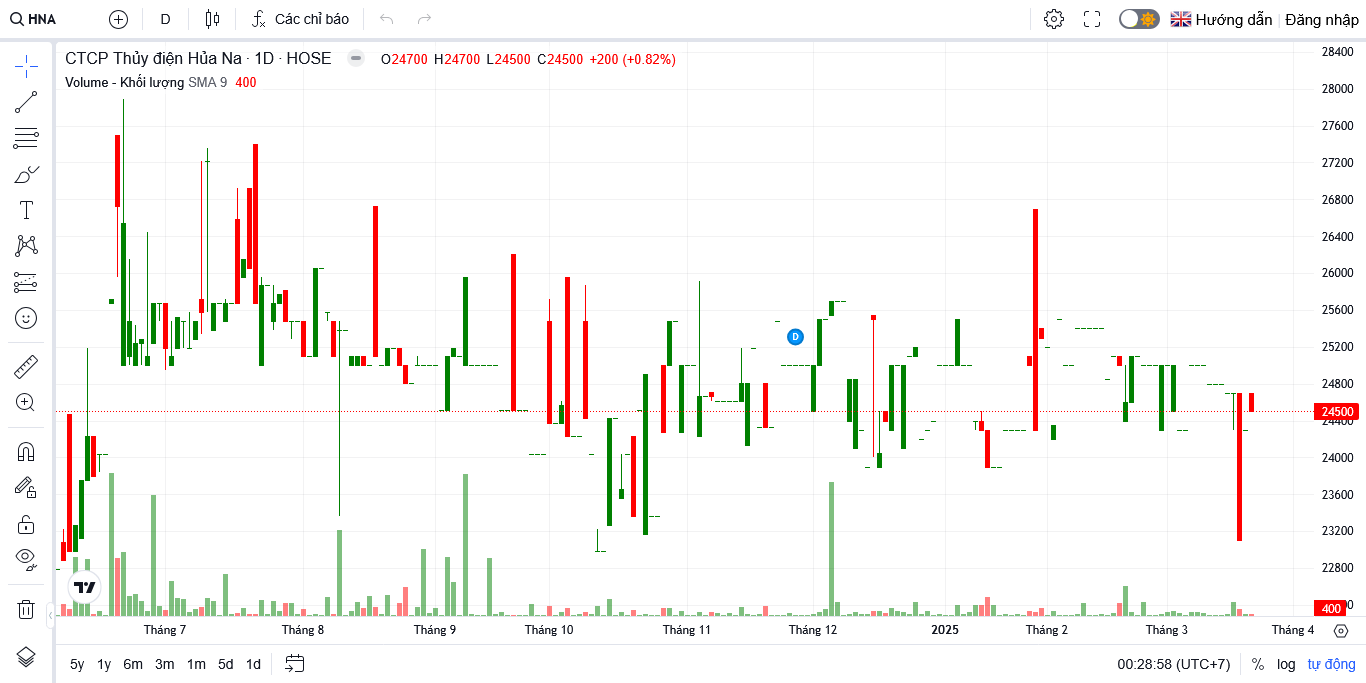 HNA D Các chỉ báo Hướng dẫn Đăng nhập
CTCP Thủy điện Hủa Na · 1D · HOSE O24700 H24700 L24500 C24500 +200 (+0.82%)
Volume - Khối lượng SMA 9 400
28400
28000
27600
27200
26800
26400
26000
25600
25200
24800
24500
24400
24000
23600
23200
22800
400
D
Tháng 7 Tháng 8 Tháng 9 Tháng 10 Tháng 11 Tháng 12 2025 Tháng 2 Tháng 3 Tháng 4
5y 1y 6m 3m 1m 5d 1d 00:28:58 (UTC+7) % log tự động